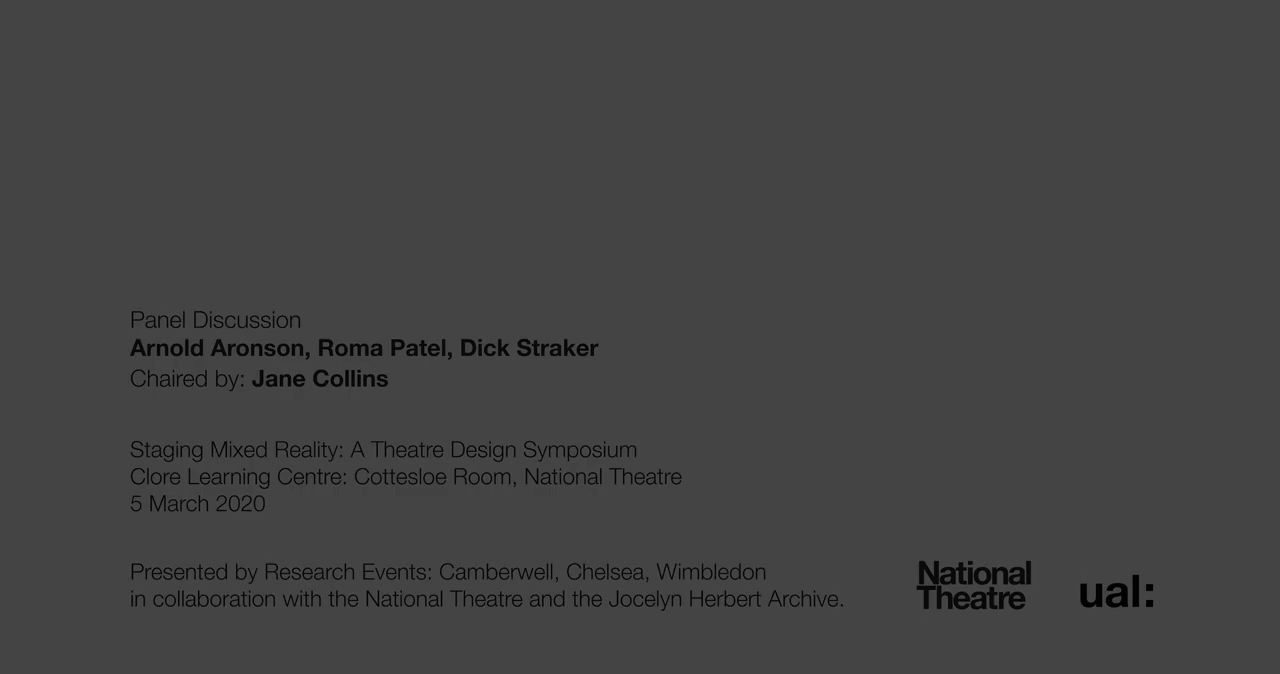 Panel Discussion
Arnold Aronson, Roma Patel, Dick Straker
Chaired by: Jane Collins
Staging Mixed Reality: A Theatre Design Symposium
Clore Learning Centre: Cottesloe Room, National Theatre
5 March 2020
Presented by Research Events: Camberwell, Chelsea, Wimbledon
in collaboration with the National Theatre and the Jocelyn Herbert Archive.
National
Theatre
ual: